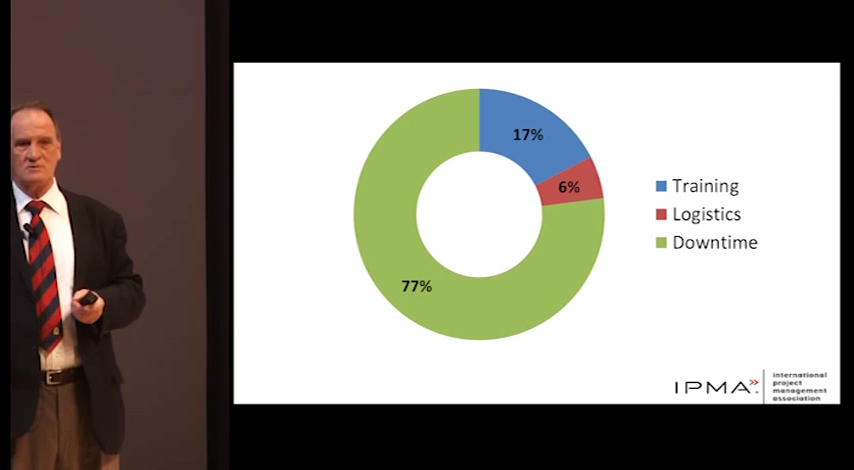 17%
6%
77%
Training
Logistics
Downtime
IPMA
international
project
management
association